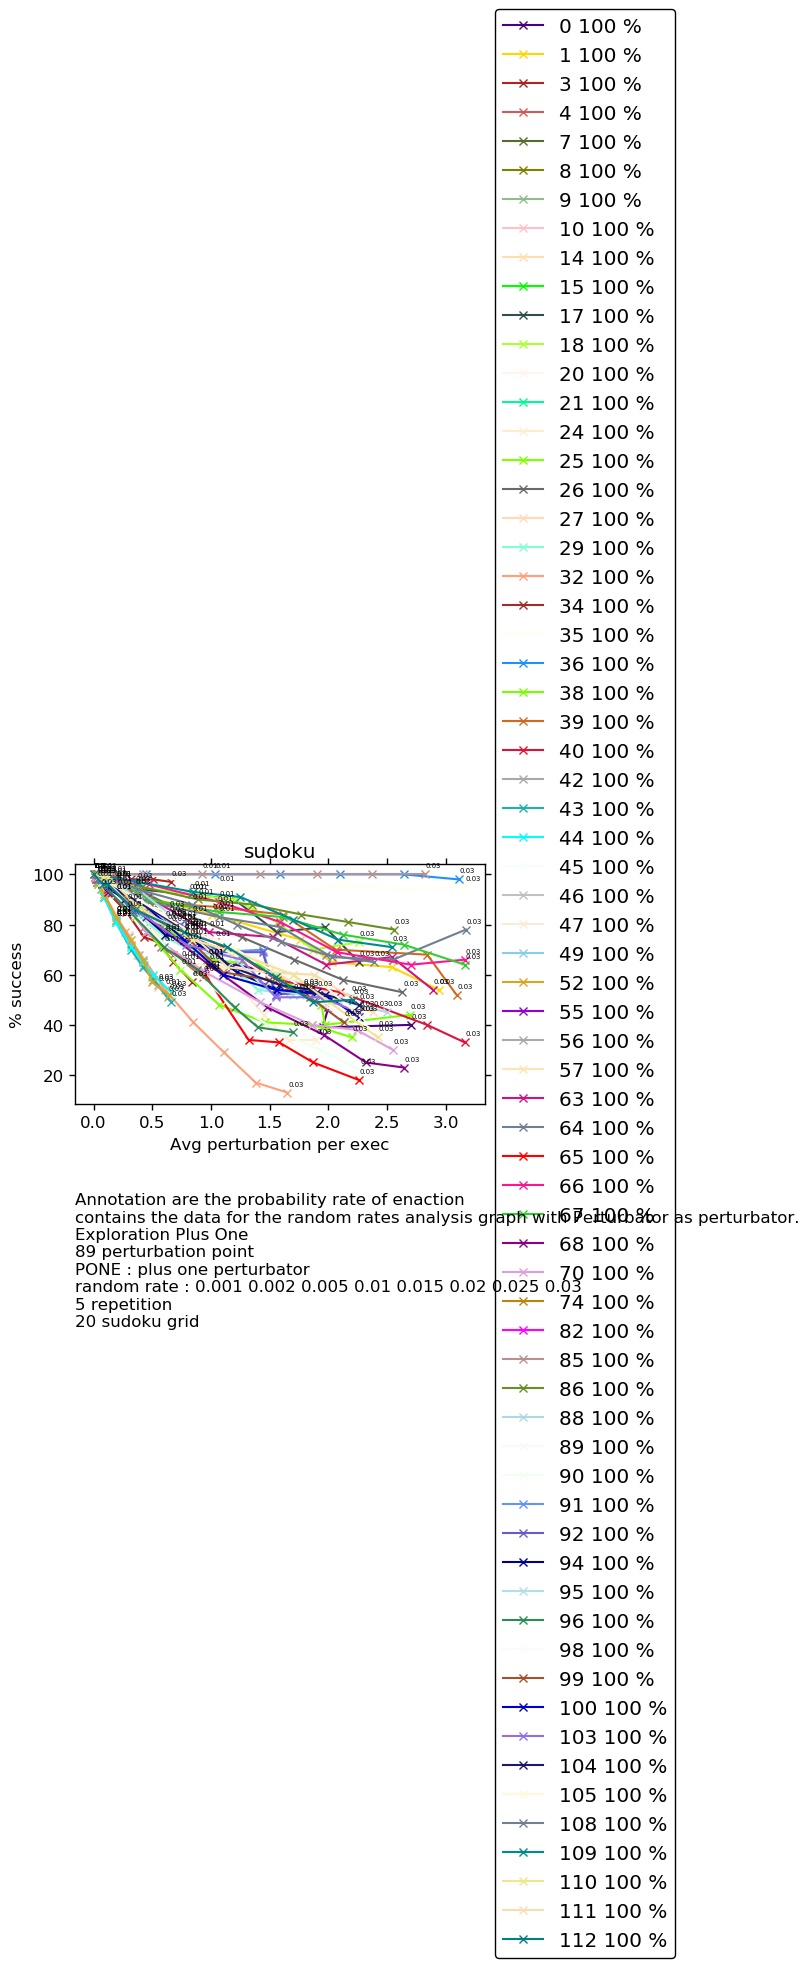 0 100 %
1 100 %
3 100 %
4 100 %
7 100 %
8 100 %
9 100 %
10 100 %
14 100 %
15 100 %
17 100 %
18 100 %
20 100 %
21 100 %
24 100 %
25 100 %
26 100 %
27 100 %
29 100 %
32 100 %
34 100 %
35 100 %
36 100 %
38 100 %
39 100 %
40 100 %
42 100 %
43 100 %
44 100 %
45 100 %
46 100 %
47 100 %
49 100 %
52 100 %
55 100 %
56 100 %
57 100 %
63 100 %
64 100 %
65 100 %
66 100 %
67 100 %
68 100 %
70 100 %
74 100 %
82 100 %
85 100 %
86 100 %
88 100 %
89 100 %
90 100 %
91 100 %
92 100 %
94 100 %
95 100 %
96 100 %
98 100 %
99 100 %
100 100 %
103 100 %
104 100 %
105 100 %
108 100 %
109 100 %
110 100 %
111 100 %
112 100 %
sudoku
% success
100
80
60
40
20
0.0 0.5 1.0 1.5 2.0 2.5 3.0
Avg perturbation per exec
Annotation are the probability rate of enaction
contains the data for the random rates analysis graph with Perturbator as perturbator.
Exploration Plus One
89 perturbation point
PONE : plus one perturbator
random rate : 0.001 0.002 0.005 0.01 0.015 0.02 0.025 0.03
5 repetition
20 sudoku grid